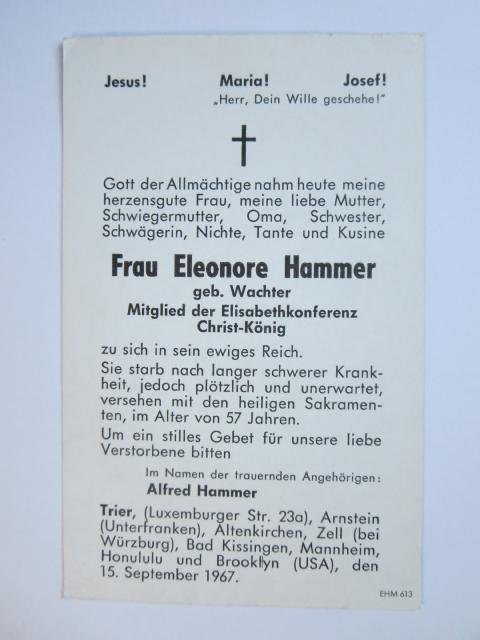 Jesus! Maria! Josef!
„Herr, Dein Wille geschehe!"
Gott der Allmächtige nahm heute meine
herzensgute Frau, meine liebe Mutter,
Schwiegermutter, Oma, Schwester,
Schwägerin, Nichte, Tante und Kusine
Frau Eleonore Hammer
geb. Wachter
Mitglied der Elisabethkonferenz
Christ-König
zu sich in sein ewiges Reich.
Sie starb nach langer schwerer Krank-
heit, jedoch plötzlich und unerwartet,
versehen mit den heiligen Sakramen-
ten, im Alter von 57 Jahren.
Um ein stilles Gebet für unsere liebe
Verstorbene bitten
Im Namen der trauernden Angehörigen:
Alfred Hammer
Trier, (Luxemburger Str. 23a), Arnstein
(Unterfranken), Altenkirchen, Zell (bei
Würzburg), Bad Kissingen, Mannheim,
Honululu und Brooklyn (USA), den
15. September 1967.
EHM 613